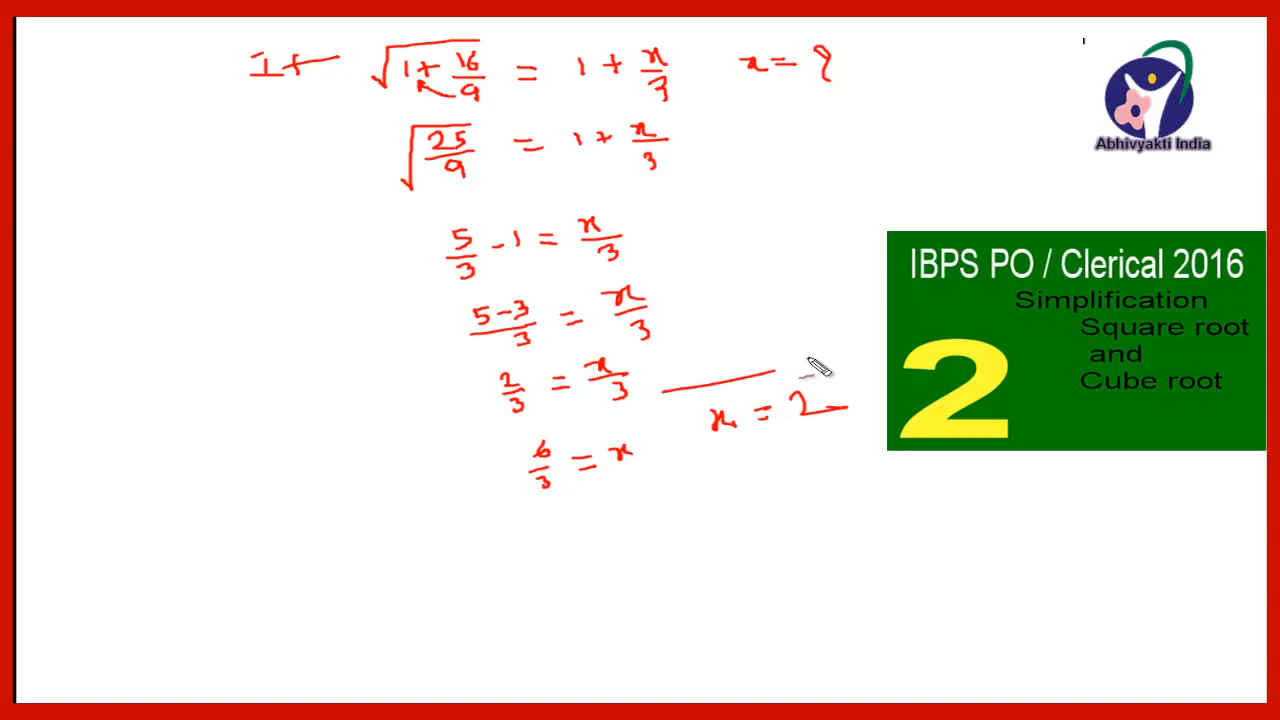 If √(1 + 16/9) = 1 + x/3 x = ?
√(25/9) = 1 + x/3
5/3 - 1 = x/3
5-3/3 = x/3
2/3 = x/3
x = 2
6/3 = x
Abhivyakti India
IBPS PO / Clerical 2016
Simplification
Square root
and
Cube root
2